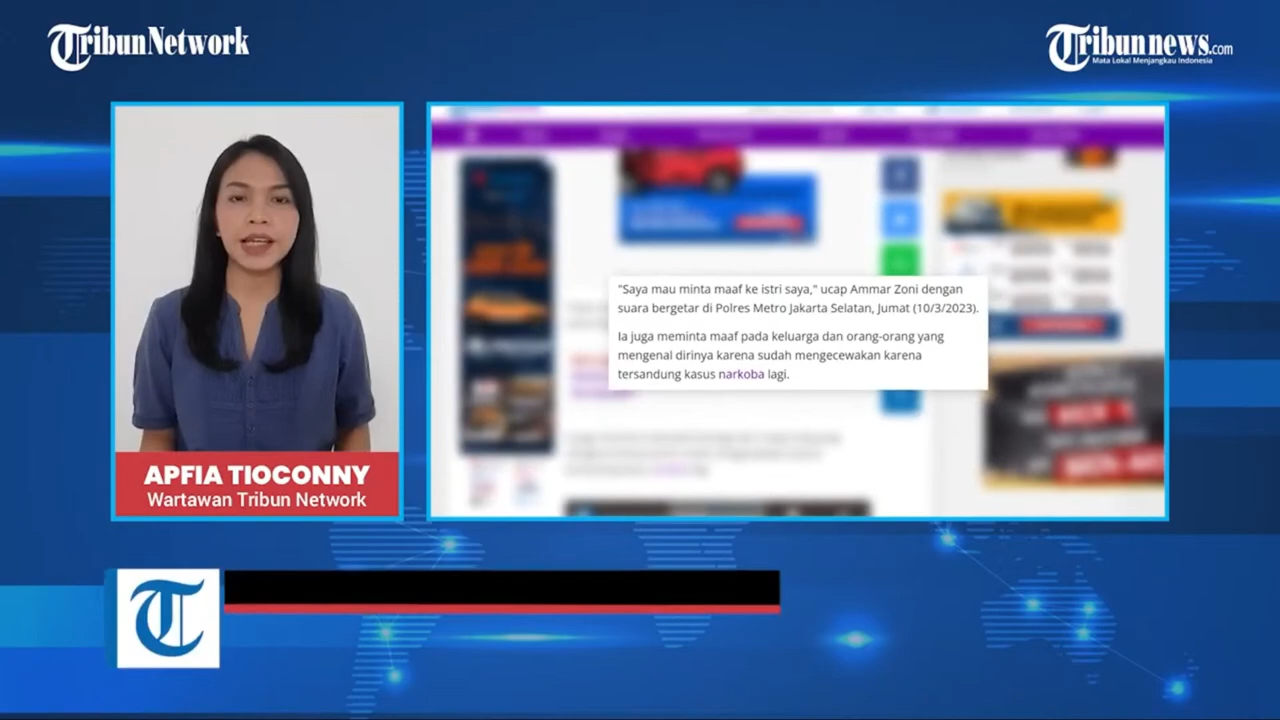 TribunNetwork
Tribunnews.com
Mata Lokal Menjangkau Indonesia
"Saya mau minta maaf ke istri saya," ucap Ammar Zoni dengan
suara bergetar di Polres Metro Jakarta Selatan, Jumat (10/3/2023).
Ia juga meminta maaf pada keluarga dan orang-orang yang
mengenal dirinya karena sudah mengecewakan karena
tersandung kasus narkoba lagi.
APFIA TIOCONNY
Wartawan Tribun Network
T